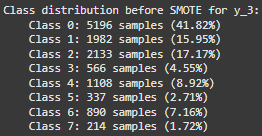 Class distribution before SMOTE for y_3:
Class 0: 5196 samples (41.82%)
Class 1: 1982 samples (15.95%)
Class 2: 2133 samples (17.17%)
Class 3: 566 samples (4.55%)
Class 4: 1108 samples (8.92%)
Class 5: 337 samples (2.71%)
Class 6: 890 samples (7.16%)
Class 7: 214 samples (1.72%)